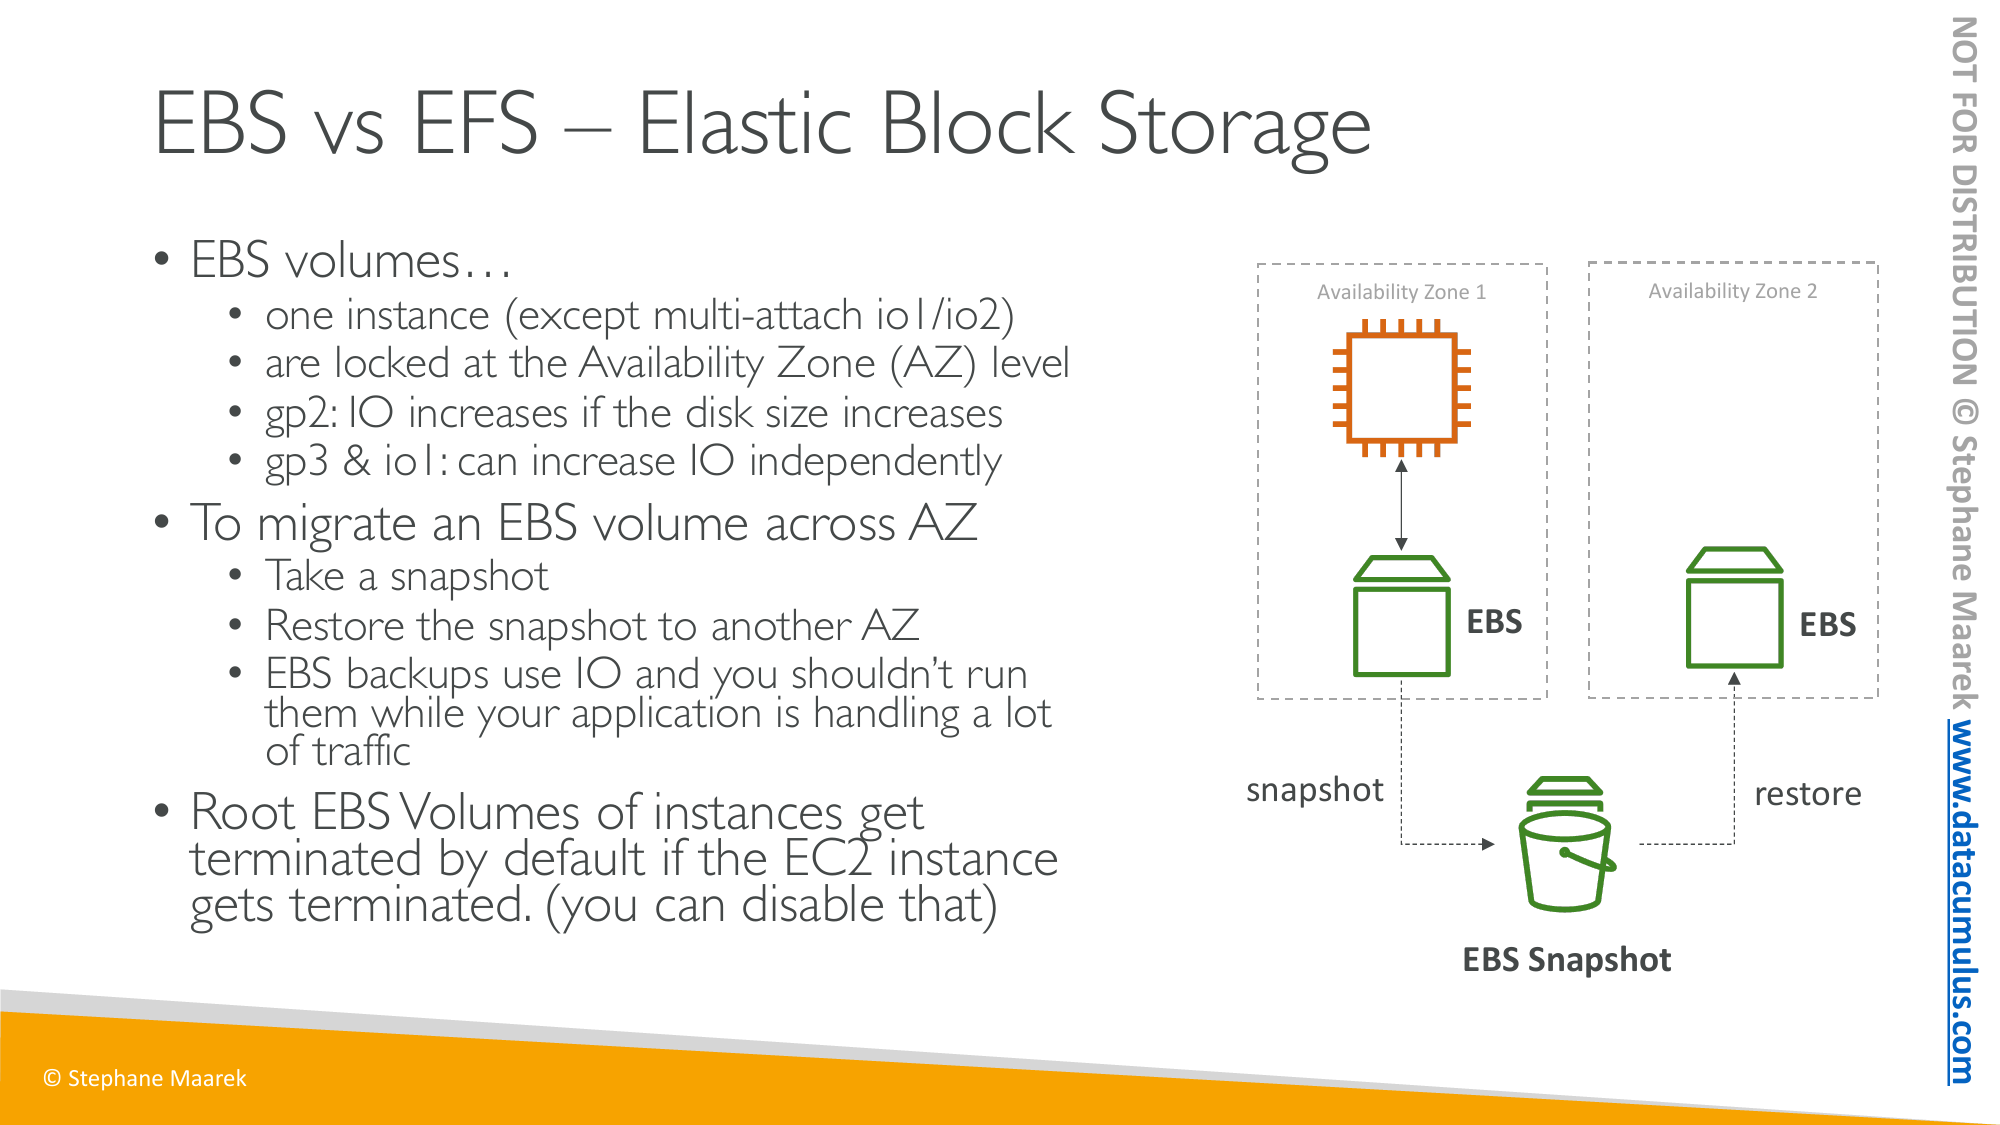 EBS vs EFS – Elastic Block Storage
• EBS volumes…
• one instance (except multi-attach io1/io2)
• are locked at the Availability Zone (AZ) level
• gp2: IO increases if the disk size increases
• gp3 & io1: can increase IO independently
• To migrate an EBS volume across AZ
• Take a snapshot
• Restore the snapshot to another AZ
• EBS backups use IO and you shouldn’t run
them while your application is handling a lot
of traffic
• Root EBS Volumes of instances get
terminated by default if the EC2 instance
gets terminated. (you can disable that)
Availability Zone 1
EBS
Availability Zone 2
EBS
snapshot
restore
EBS Snapshot
© Stephane Maarek
NOT FOR DISTRIBUTION © Stephane Maarek www.datacumulus.com